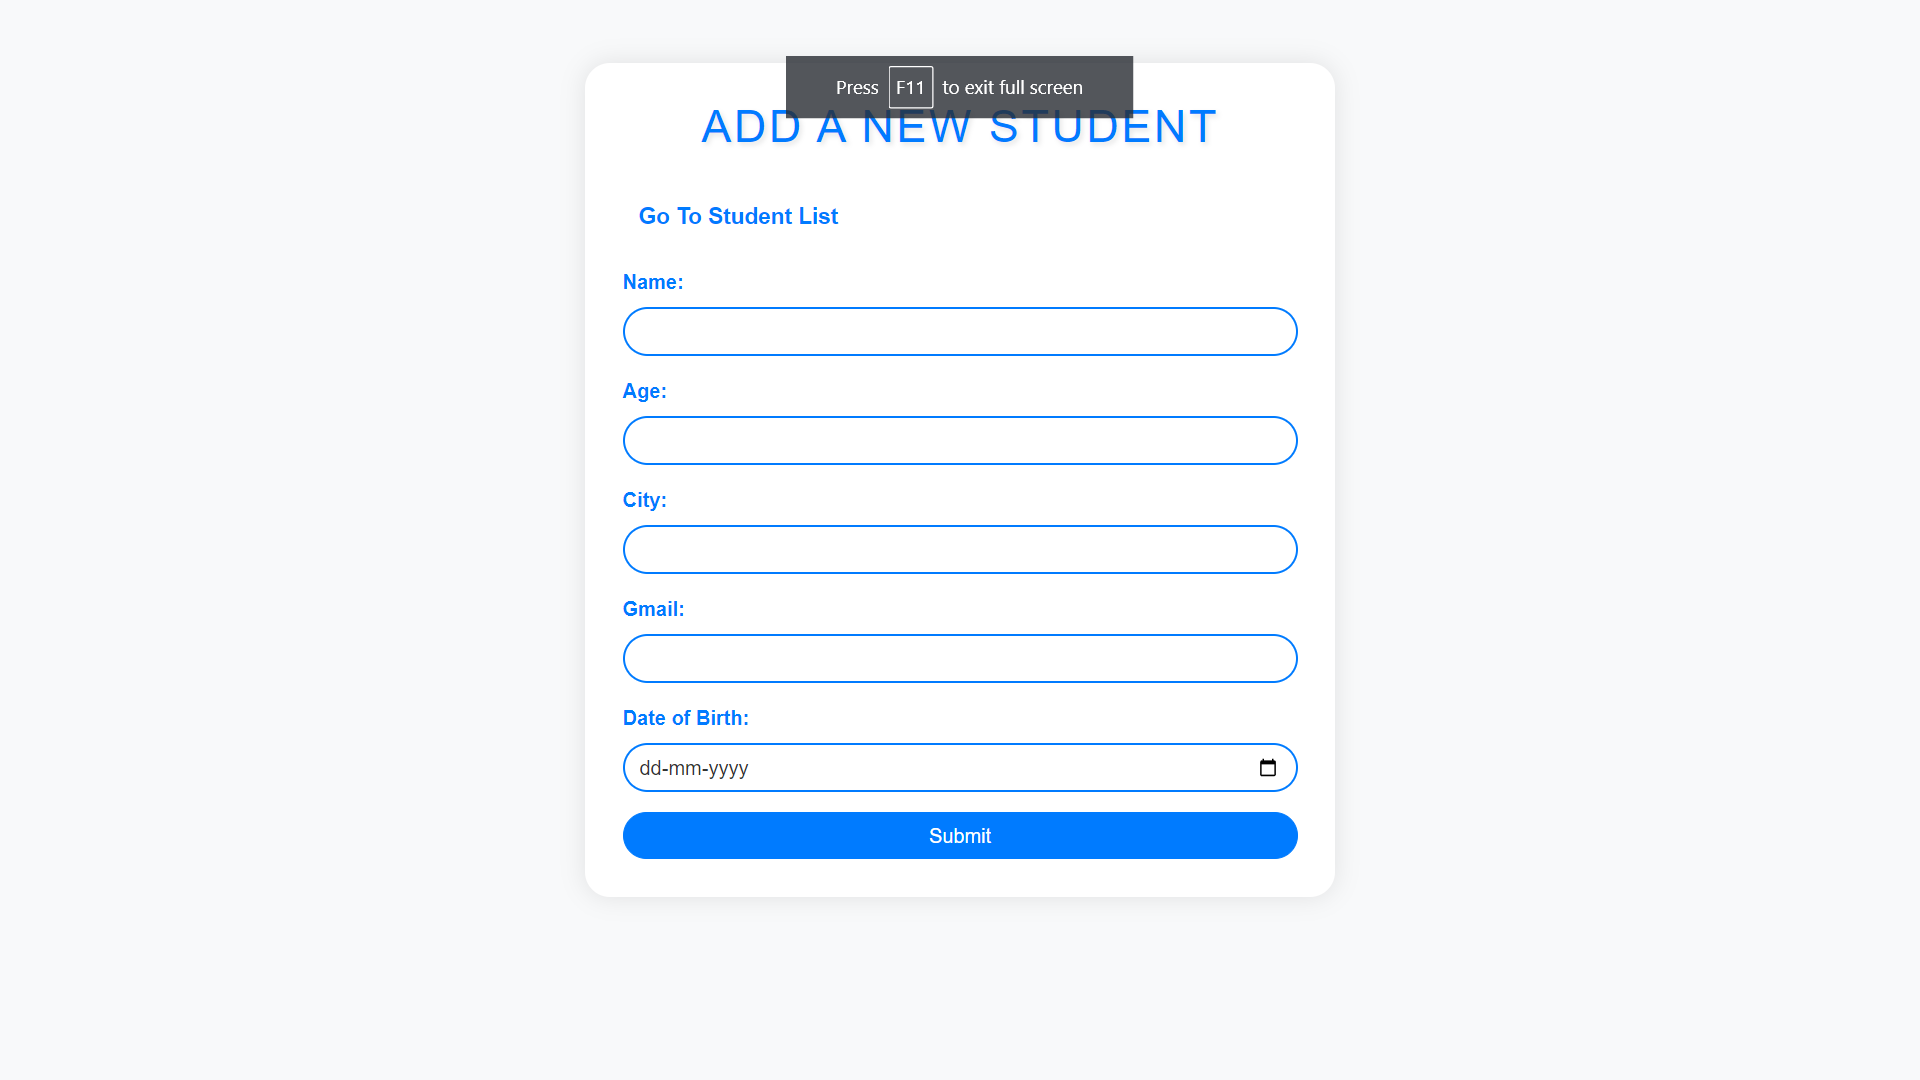 Press F11 to exit full screen
ADD A NEW STUDENT
Go To Student List
Name:
Age:
City:
Gmail:
Date of Birth:
dd-mm-yyyy
Submit